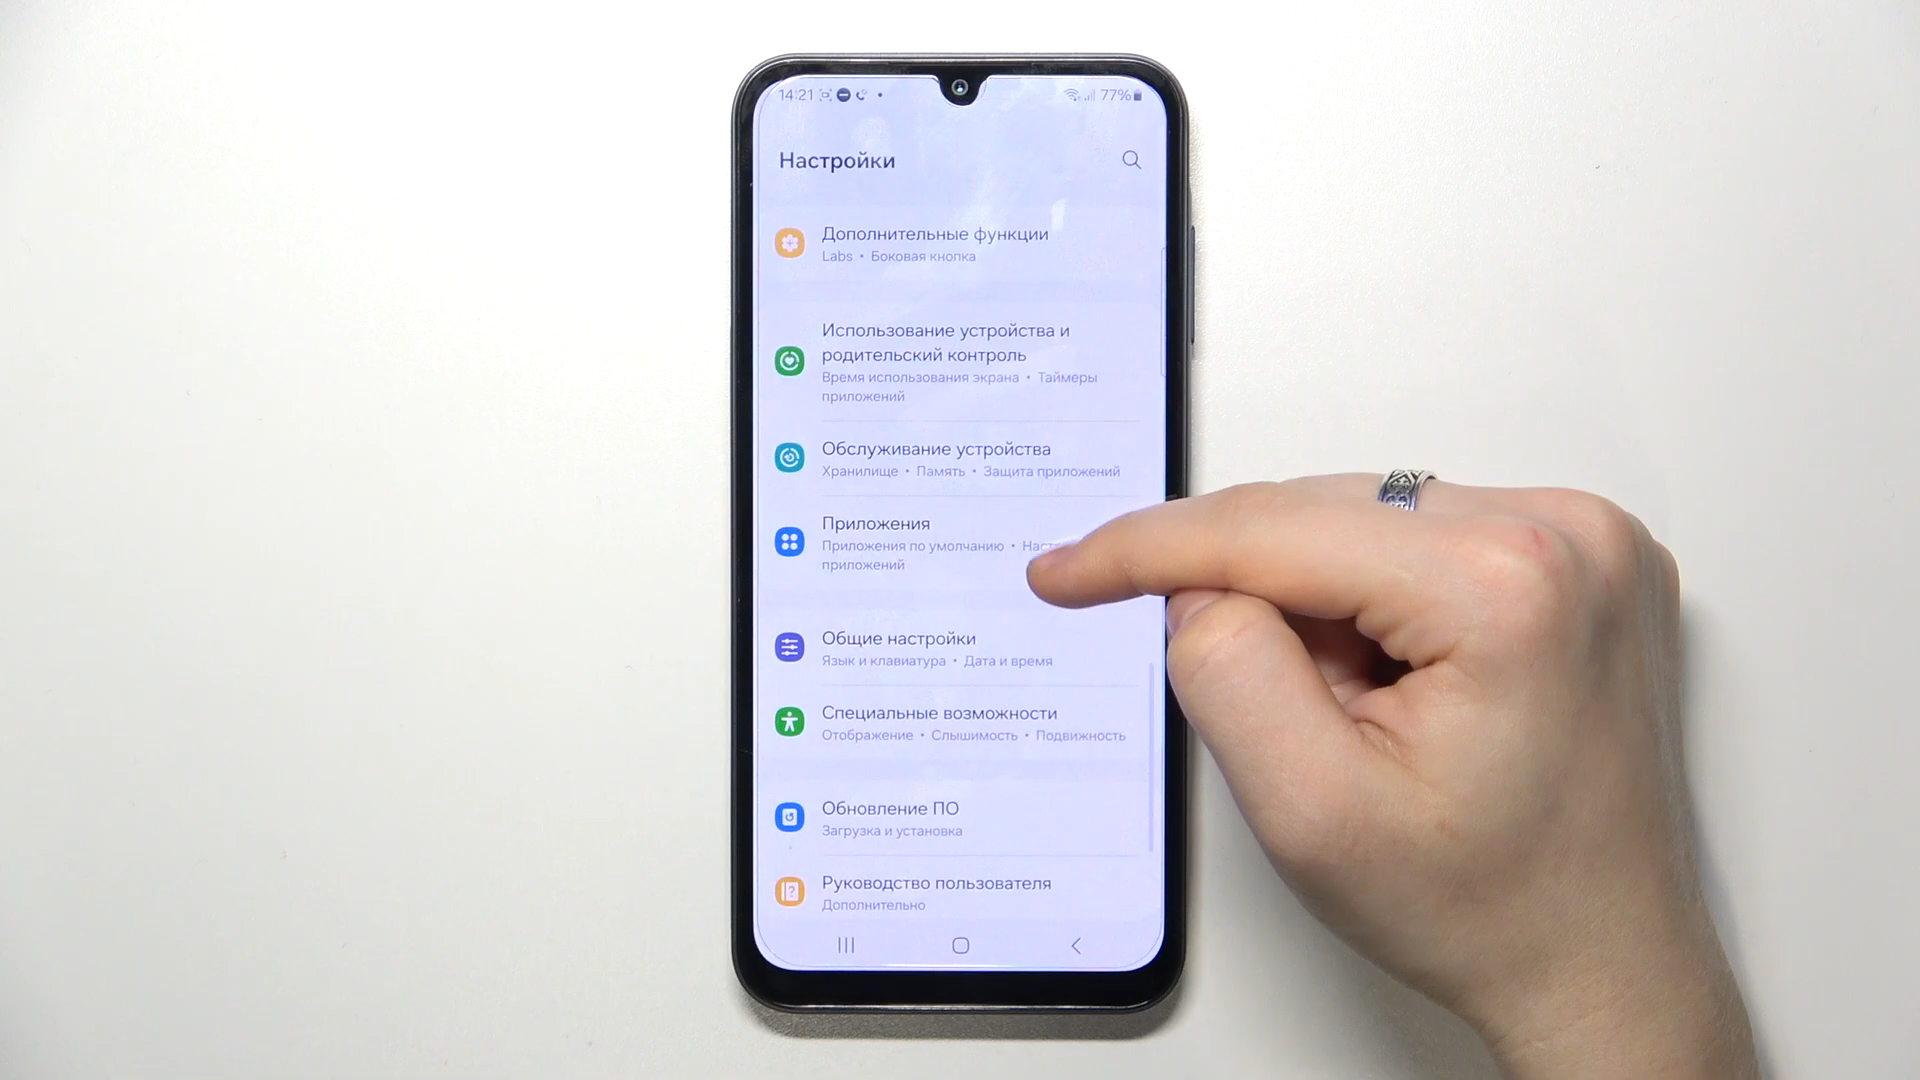 14:21
77%
Настройки
Дополнительные функции
Labs • Боковая кнопка
Использование устройства и
родительский контроль
Время использования экрана • Таймеры
приложений
Обслуживание устройства
Хранилище • Память • Защита приложений
Приложения
Приложения по умолчанию •
приложений
Общие настройки
Язык и клавиатура • Дата и время
Специальные возможности
Отображение • Слышимость • Подвижность
Обновление ПО
Загрузка и установка
Руководство пользователя
Дополнительно